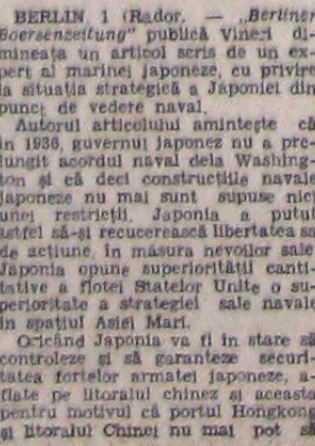 BERLIN, 1 (Rador. — „Berliner
Boersenzeitung" publică Vineri di-
mineața un articol scris de un ex-
pert al marinei japoneze, cu privire
la situația strategică a Japoniei din
punct de vedere naval.
Autorul articolului amintește că
în 1936, guvernul japonez nu a pre-
lungit acordul naval dela Washing-
ton și că deci construcțiile navale
japoneze nu mai sunt supuse nici
unei restricții. Japonia a putut
astfel să-și recucerească libertatea sa
de acțiune, în măsura nevoilor sale
Japonia opune superiorității canti-
tative a flotei Statelor Unite o su-
perioritate a strategiei sale navale
în spațiul Asiei Mari.
Oricând Japonia va fi în stare să
controleze și să garanteze securi-
tatea forțelor armatei japoneze, a-
flate pe litoralul chinez și aceasta
pentru motivul că portul Hongkong
și litoralul Chinei nu mai pot să